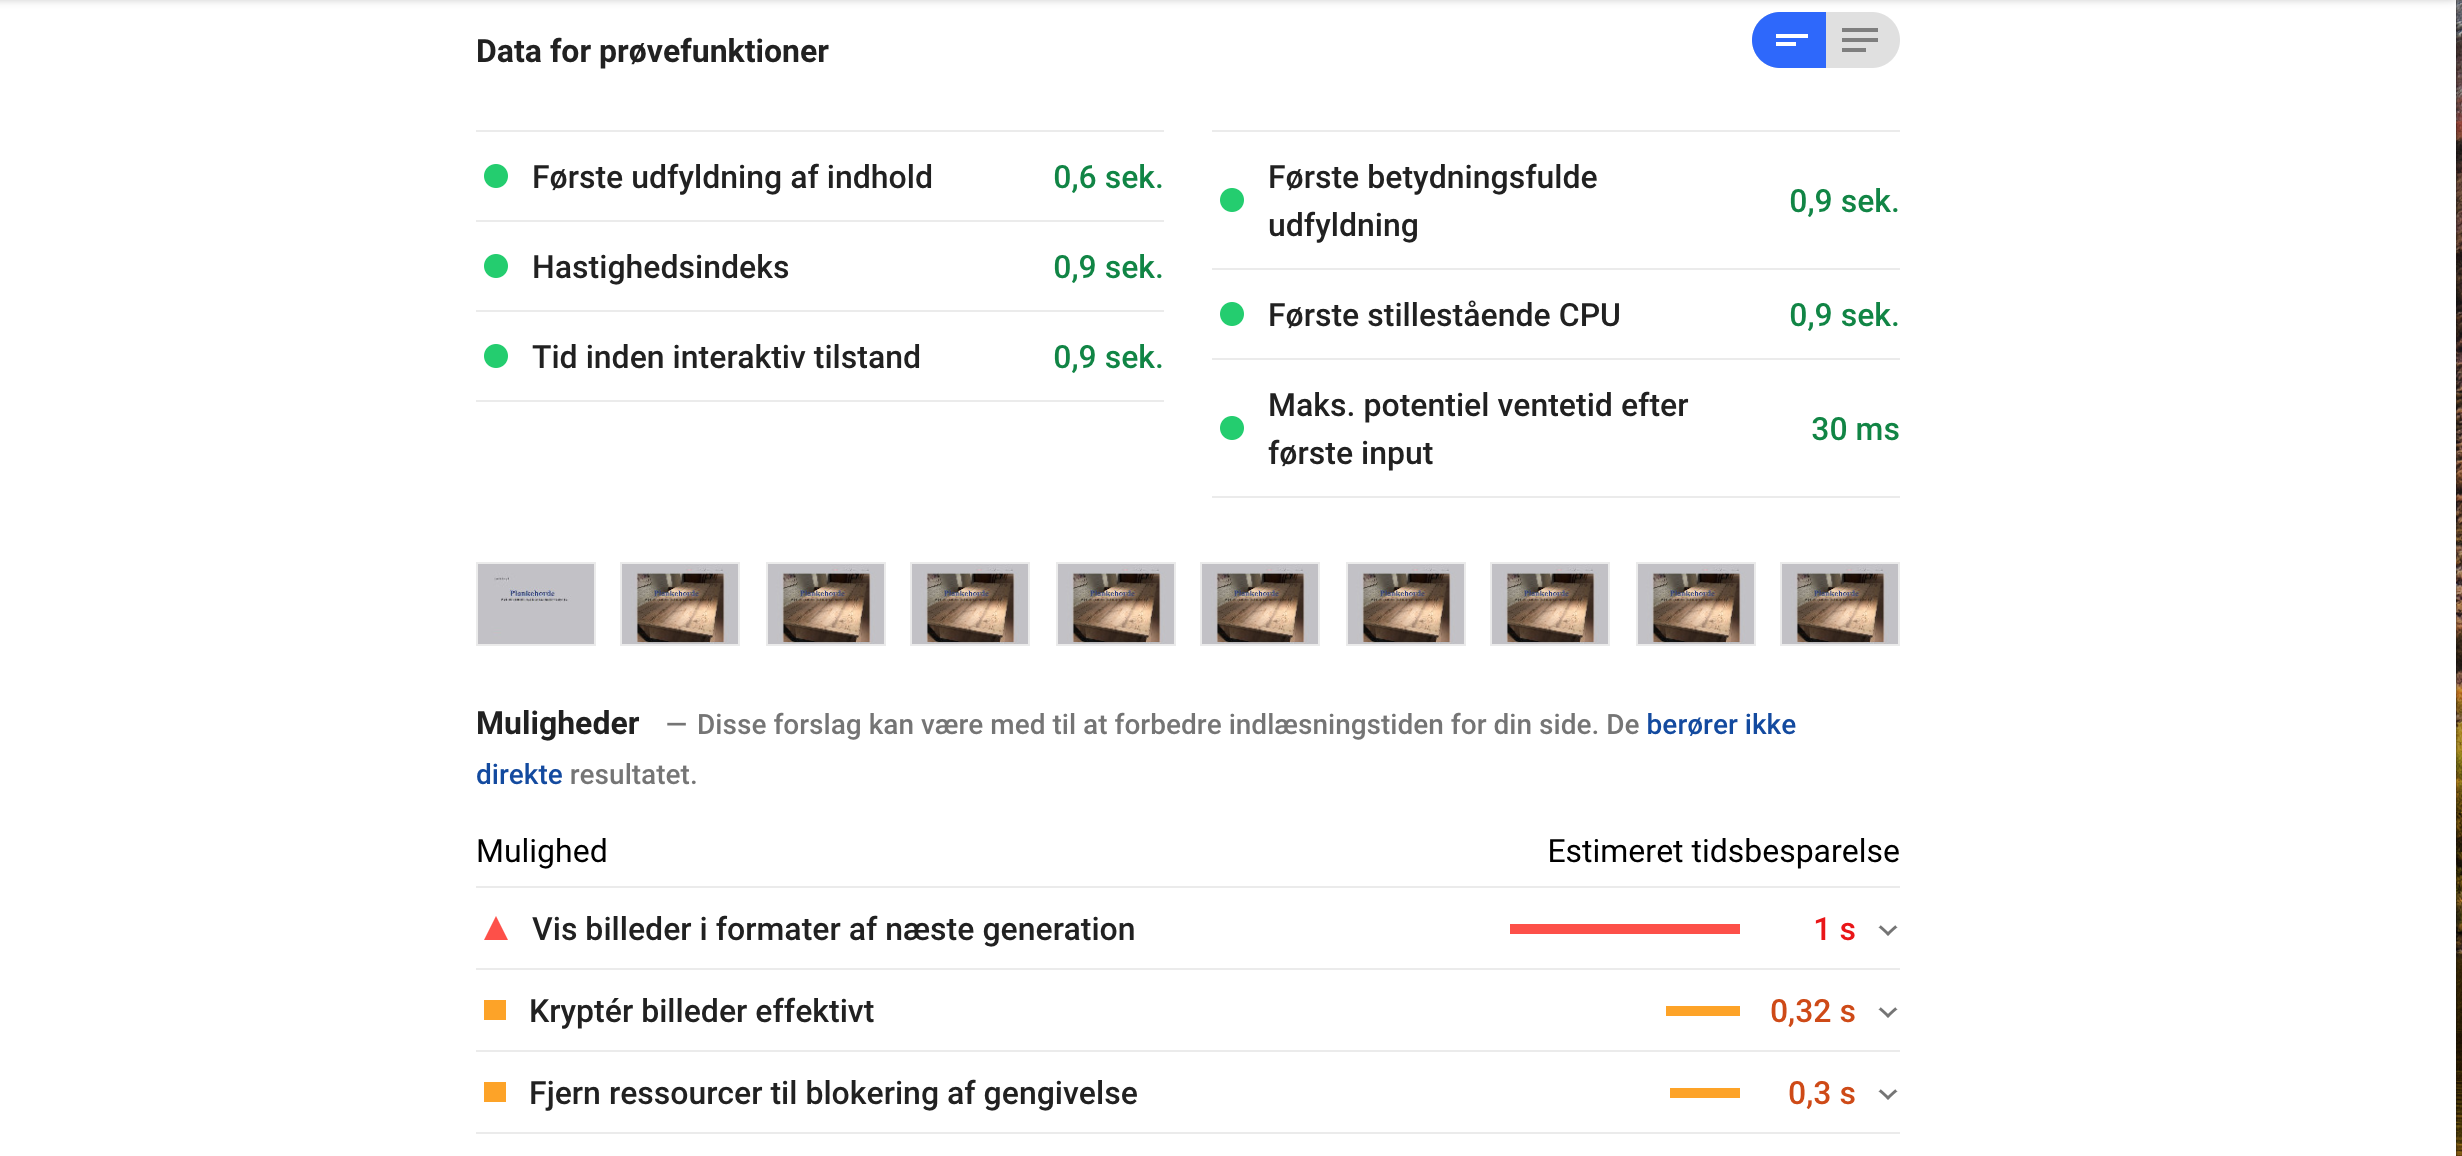 Data for prøvefunktioner
Første udfyldning af indhold 0,6 sek.
Hastighedsindeks 0,9 sek.
Tid inden interaktiv tilstand 0,9 sek.
Første betydningsfulde
udfyldning 0,9 sek.
Første stillestående CPU 0,9 sek.
Maks. potentiel ventetid efter
første input 30 ms
Plankeborde
Muligheder — Disse forslag kan være med til at forbedre indlæsningstiden for din side. De berører ikke
direkte resultatet.
Mulighed Estimeret tidsbesparelse
Vis billeder i formater af næste generation 1 s
Kryptér billeder effektivt 0,32 s
Fjern ressourcer til blokering af gengivelse 0,3 s